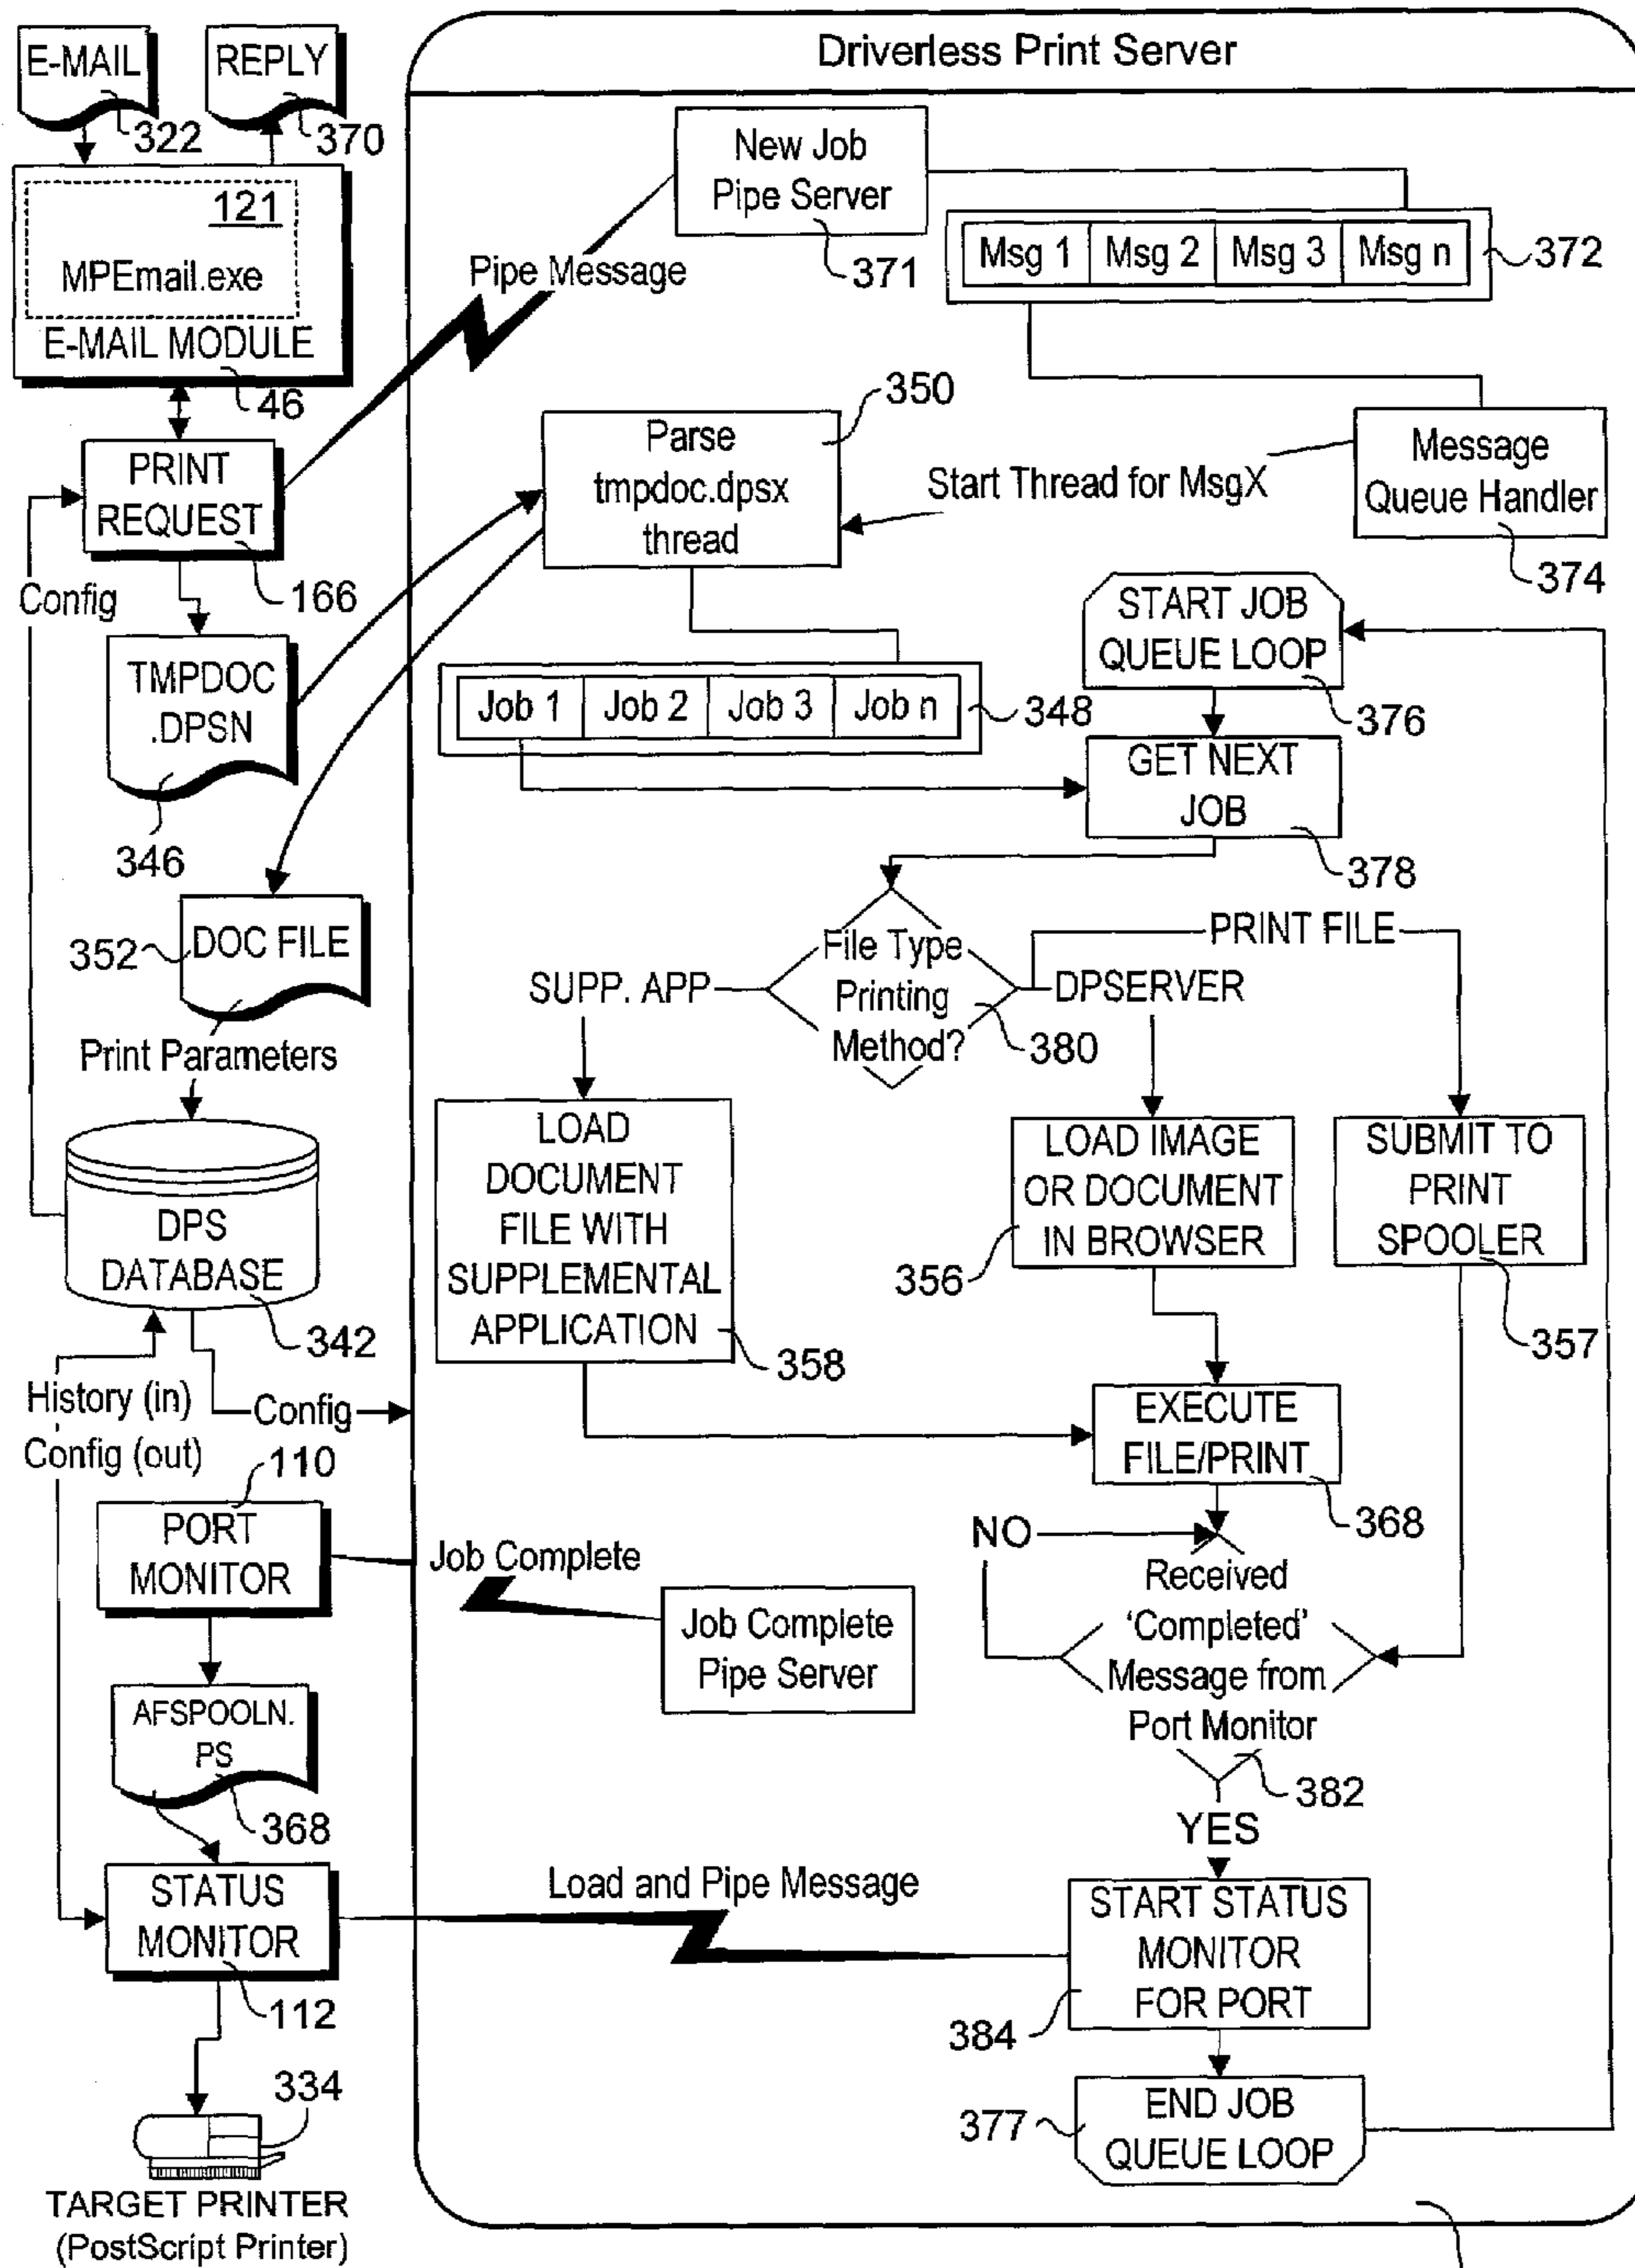 Driverless Print Server
E-MAIL
322
REPLY
370
121
MPEmail.exe
E-MAIL MODULE
46
PRINT
REQUEST
166
Config
TMPDOC
.DPSN
346
352
DOC FILE
Print Parameters
DPS
DATABASE
342
History (in)
Config (out)
Config
110
PORT
MONITOR
AFSPOOLN.
PS
368
STATUS
MONITOR
112
334
TARGET PRINTER
(PostScript Printer)
New Job
Pipe Server
371
Pipe Message
Msg 1
Msg 2
Msg 3
Msg n
372
350
Parse
tmpdoc.dpsx
thread
Start Thread for MsgX
Message
Queue Handler
374
START JOB
QUEUE LOOP
376
Job 1
Job 2
Job 3
Job n
348
GET NEXT
JOB
378
File Type
Printing
Method?
380
SUPP. APP
DPSERVER
PRINT FILE
LOAD
DOCUMENT
FILE WITH
SUPPLEMENTAL
APPLICATION
358
LOAD IMAGE
OR DOCUMENT
IN BROWSER
356
SUBMIT TO
PRINT
SPOOLER
357
EXECUTE
FILE/PRINT
368
NO
Received
‘Completed’
Message from
Port Monitor
382
YES
Job Complete
Job Complete
Pipe Server
Load and Pipe Message
START STATUS
MONITOR
FOR PORT
384
END JOB
QUEUE LOOP
377